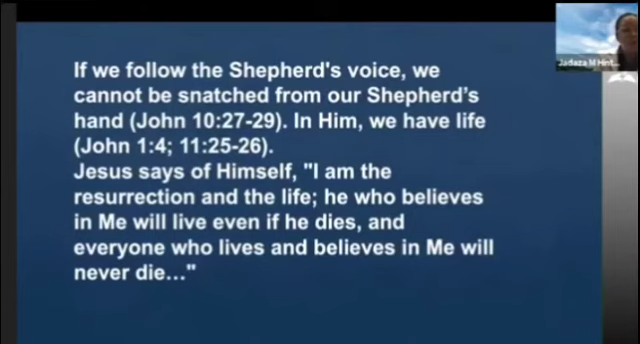 If we follow the Shepherd's voice, we
cannot be snatched from our Shepherd's
hand (John 10:27-29). In Him, we have life
(John 1:4; 11:25-26).
Jesus says of Himself, "I am the
resurrection and the life; he who believes
in Me will live even if he dies, and
everyone who lives and believes in Me will
never die..."